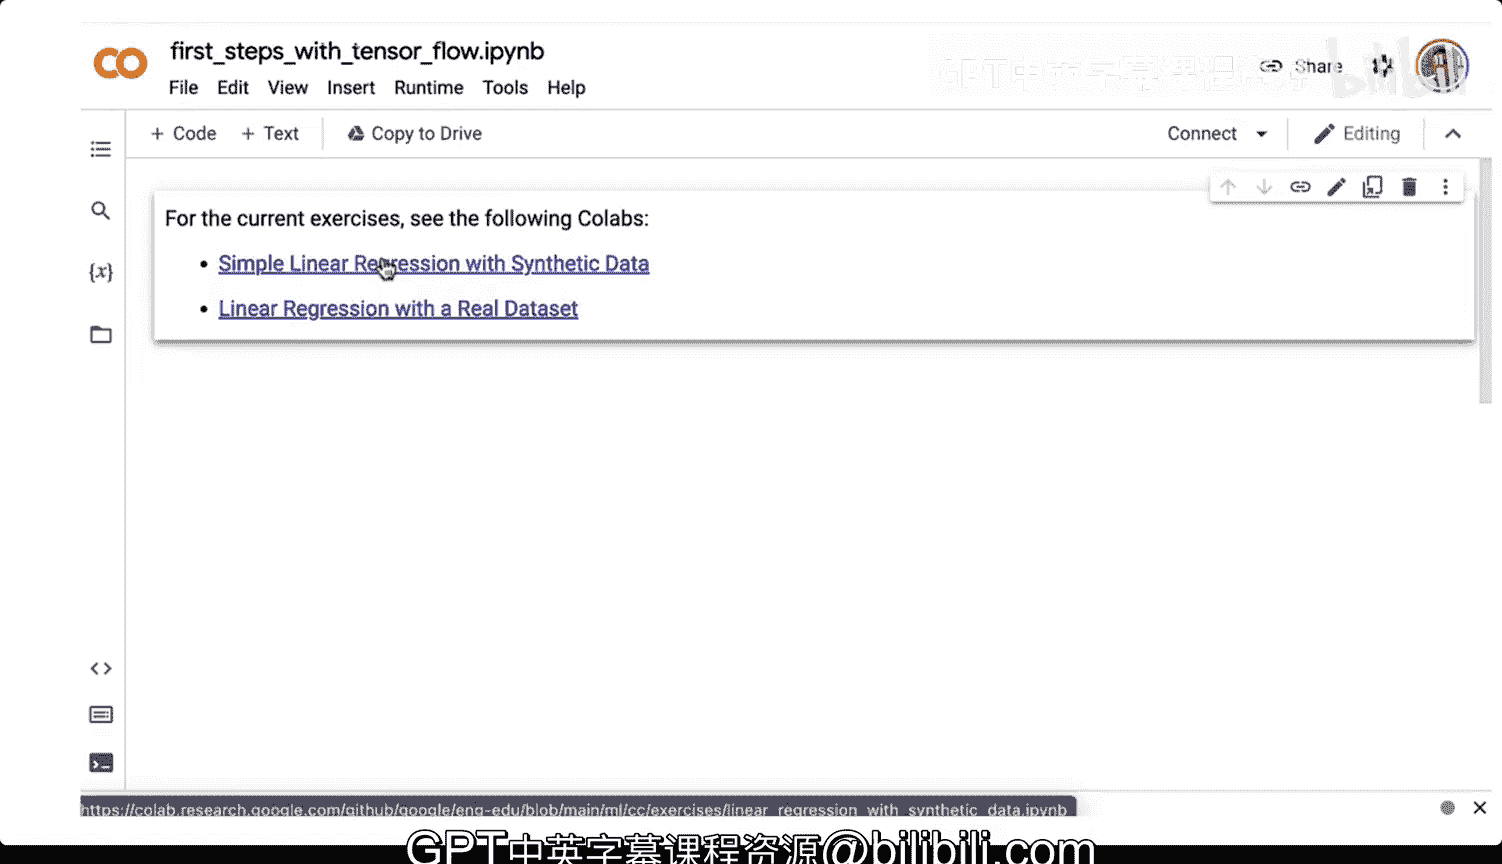 first_steps_with_tensor_flow.ipynb
Share
File Edit View Insert Runtime Tools Help
+ Code + Text Copy to Drive Connect Editing
For the current exercises, see the following Colabs:
• Simple Linear Regression with Synthetic Data
• Linear Regression with a Real Dataset
{x}
https://colab.research.google.com/github/google/eng-edu/blob/main/ml/cc/exercises/linear_regression_with_synthetic_data.ipynb
GPT中英字幕课程资源@bilibili.com